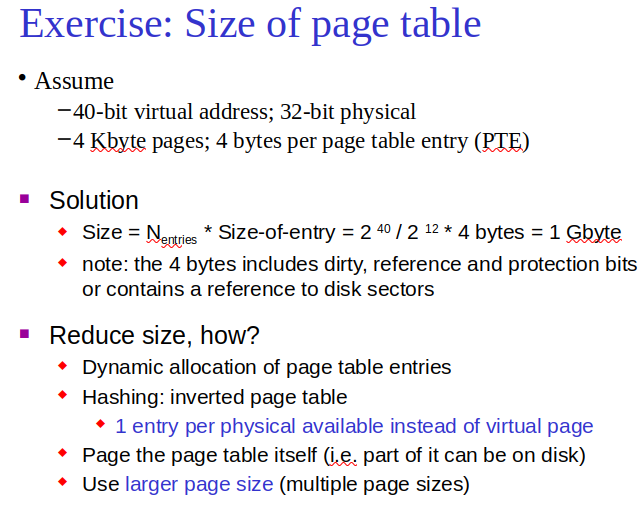 Exercise: Size of page table
• Assume
–40-bit virtual address; 32-bit physical
–4 Kbyte pages; 4 bytes per page table entry (PTE)
Solution
Size = Nentries * Size-of-entry = 2 40 / 2 12 * 4 bytes = 1 Gbyte
note: the 4 bytes includes dirty, reference and protection bits
or contains a reference to disk sectors
Reduce size, how?
Dynamic allocation of page table entries
Hashing: inverted page table
1 entry per physical available instead of virtual page
Page the page table itself (i.e. part of it can be on disk)
Use larger page size (multiple page sizes)